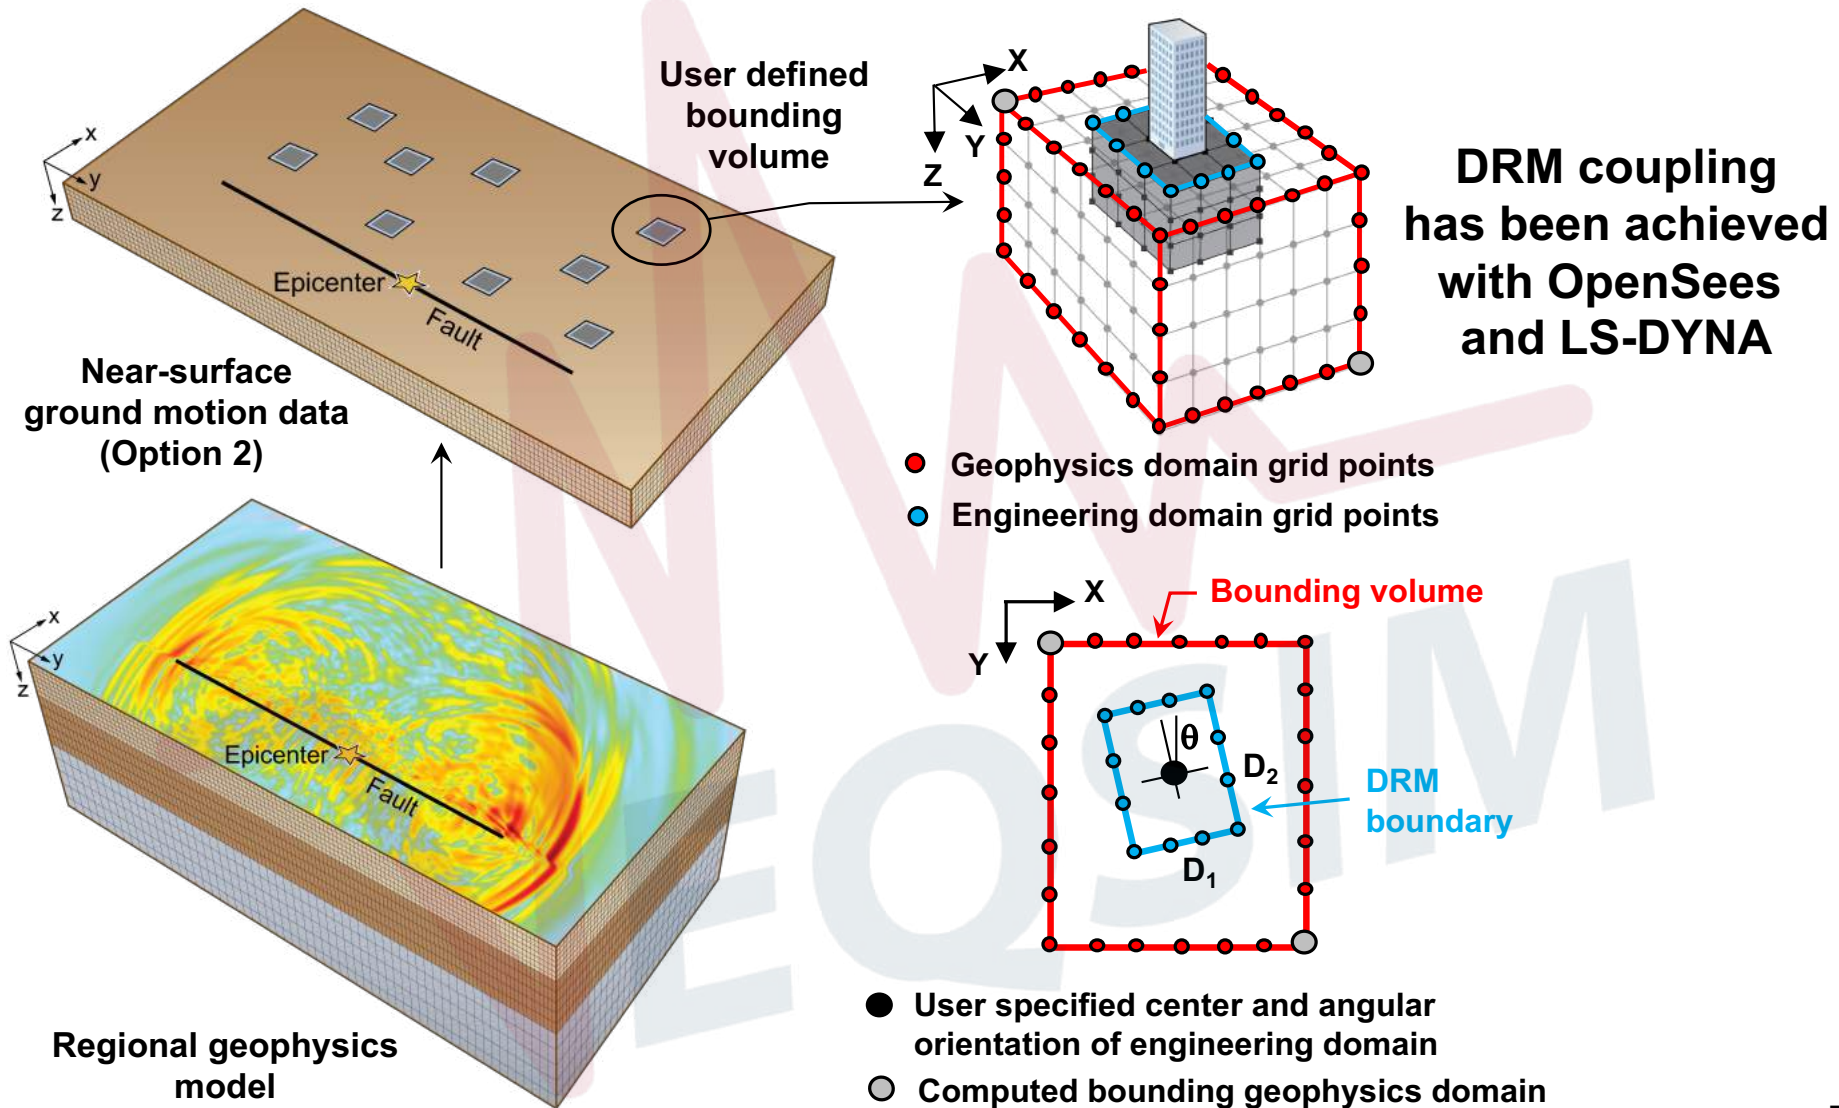 x
y
z
Epicenter
Fault
Near-surface
ground motion data
(Option 2)
User defined
bounding
volume
X
Y
Z
DRM coupling
has been achieved
with OpenSees
and LS-DYNA
Geophysics domain grid points
Engineering domain grid points
x
y
z
Epicenter
Fault
Regional geophysics
model
X
Y
Bounding volume
θ
D2
D1
DRM
boundary
User specified center and angular
orientation of engineering domain
Computed bounding geophysics domain
EQSIM